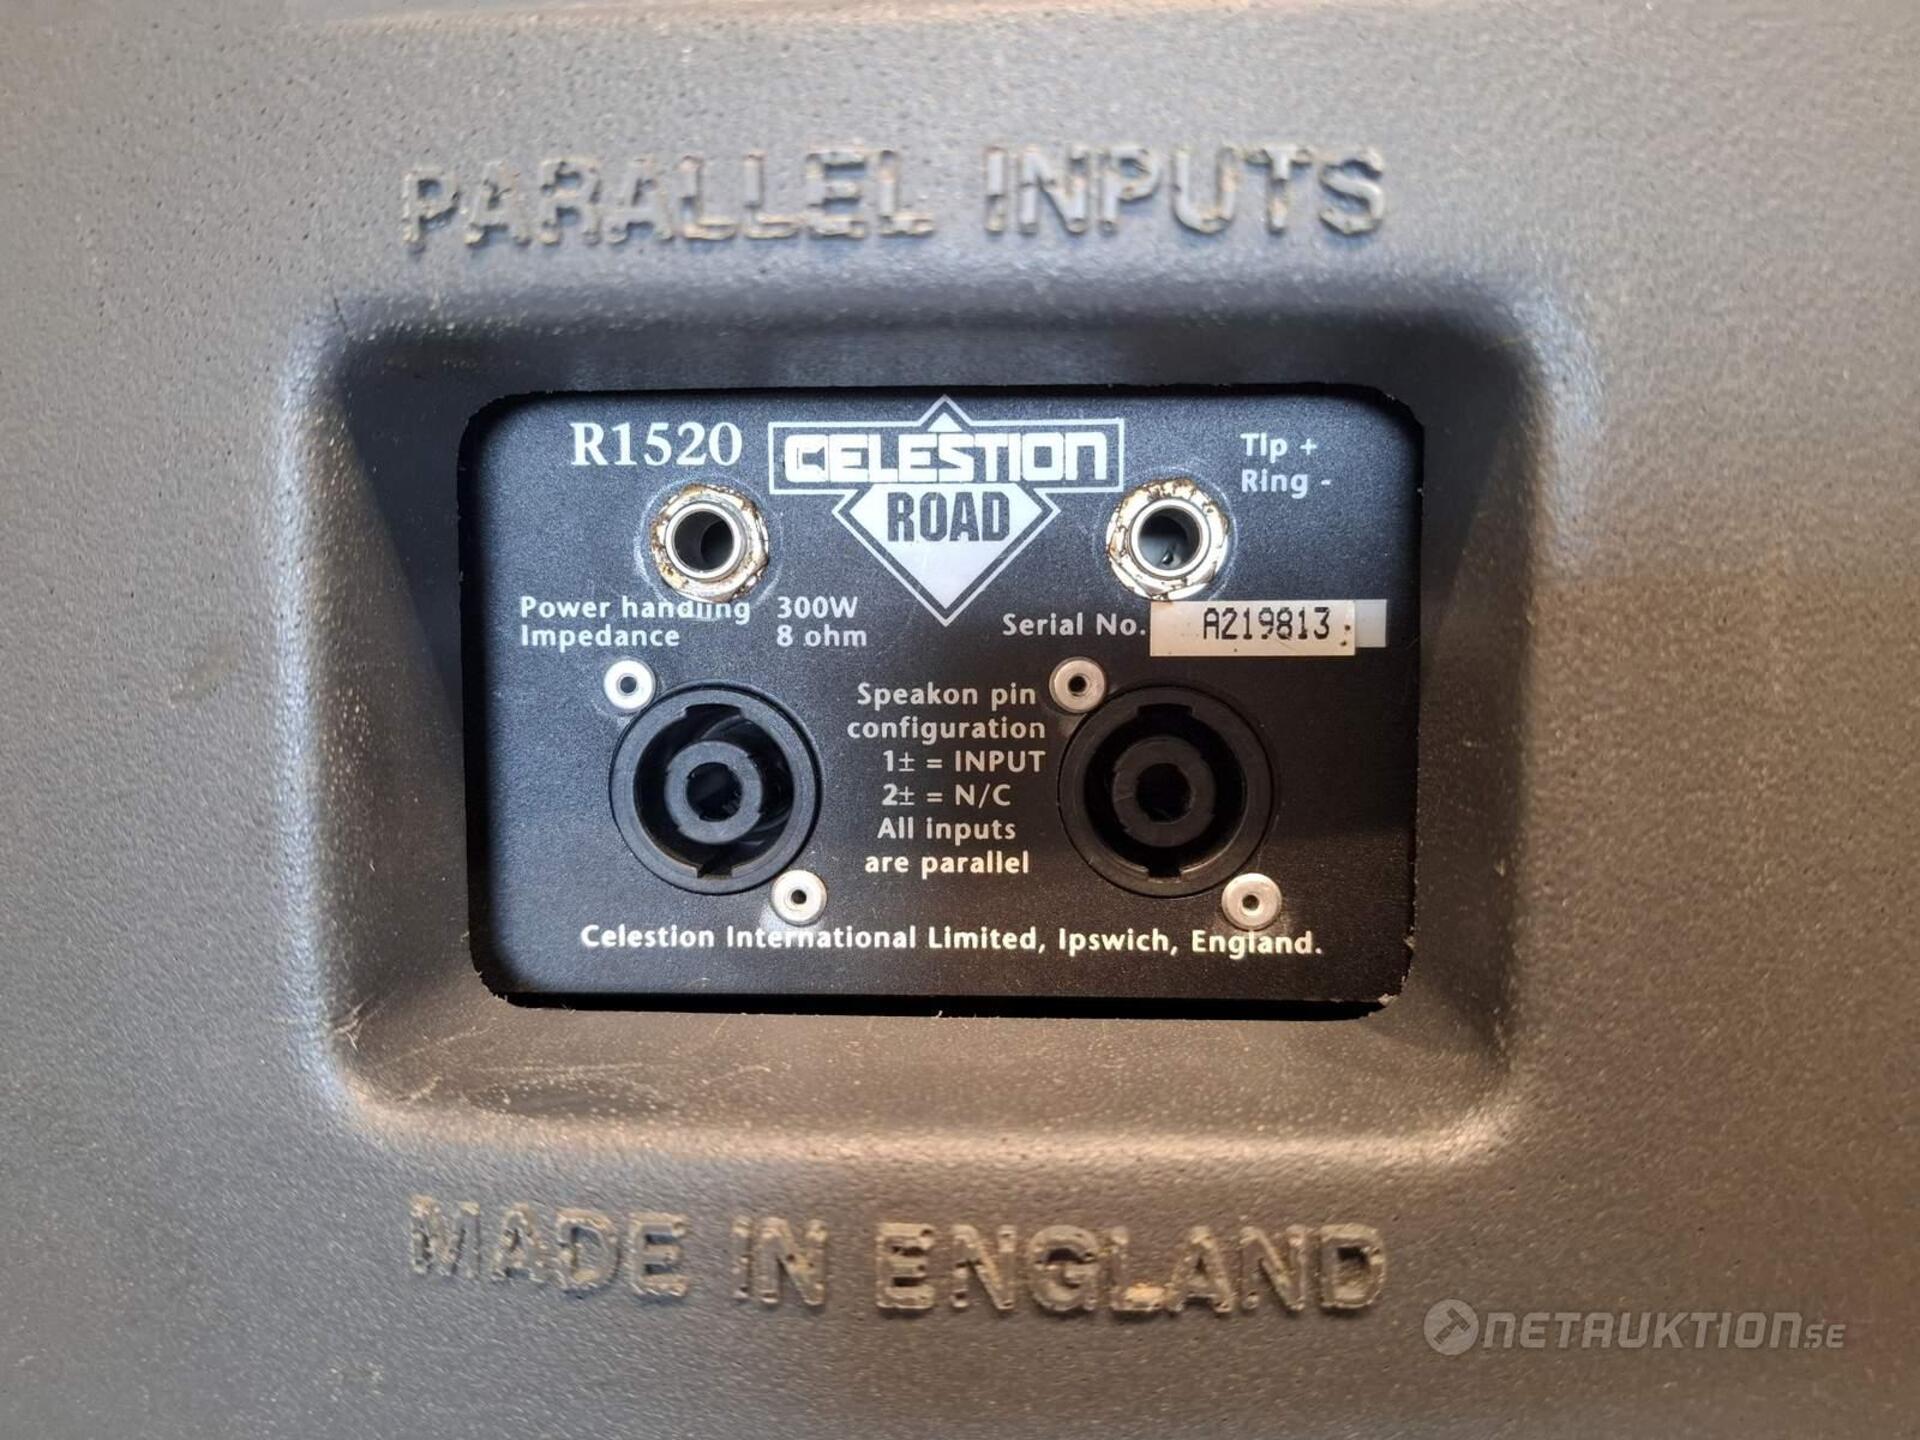 PARALLEL INPUTS
R1520
CELESTION
ROAD
Tip +
Ring -
Power handling 300W
Impedance 8 ohm
Serial No. A219813
Speakon pin
configuration
1± = INPUT
2± = N/C
All inputs
are parallel
Celestion International Limited, Ipswich, England.
MADE IN ENGLAND
NETAUKTION.SE